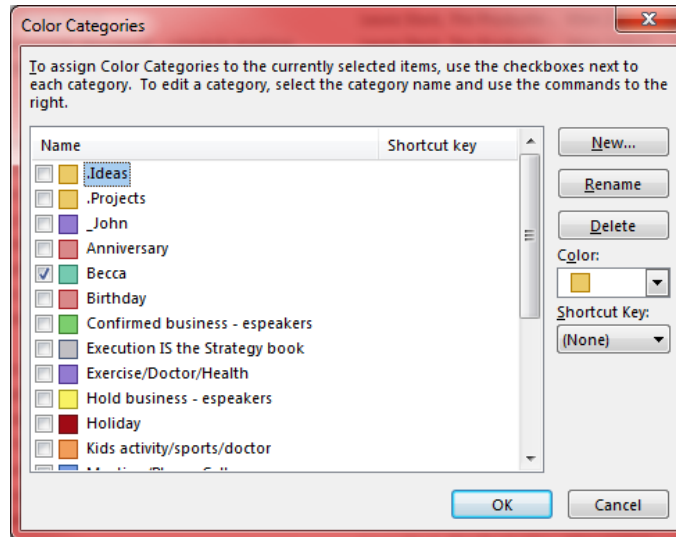 Color Categories
To assign Color Categories to the currently selected items, use the checkboxes next to
each category.  To edit a category, select the category name and use the commands to the
right.
Name Shortcut key
.Ideas
.Projects
_John
Anniversary
Becca
Birthday
Confirmed business - espeakers
Execution IS the Strategy book
Exercise/Doctor/Health
Hold business - espeakers
Holiday
Kids activity/sports/doctor
New...
Rename
Delete
Color:
Shortcut Key:
(None)
OK Cancel